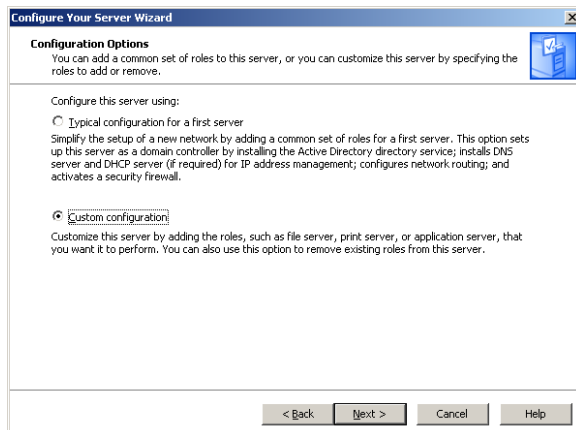 Configure Your Server Wizard
Configuration Options
You can add a common set of roles to this server, or you can customize this server by specifying the
roles to add or remove.
Configure this server using:
Typical configuration for a first server
Simplify the setup of a new network by adding a common set of roles for a first server. This option sets
up this server as a domain controller by installing the Active Directory directory service; installs DNS
server and DHCP server (if required) for IP address management; configures network routing; and
activates a security firewall.
Custom configuration
Customize this server by adding the roles, such as file server, print server, or application server, that
you want it to perform. You can also use this option to remove existing roles from this server.
< Back Next > Cancel Help